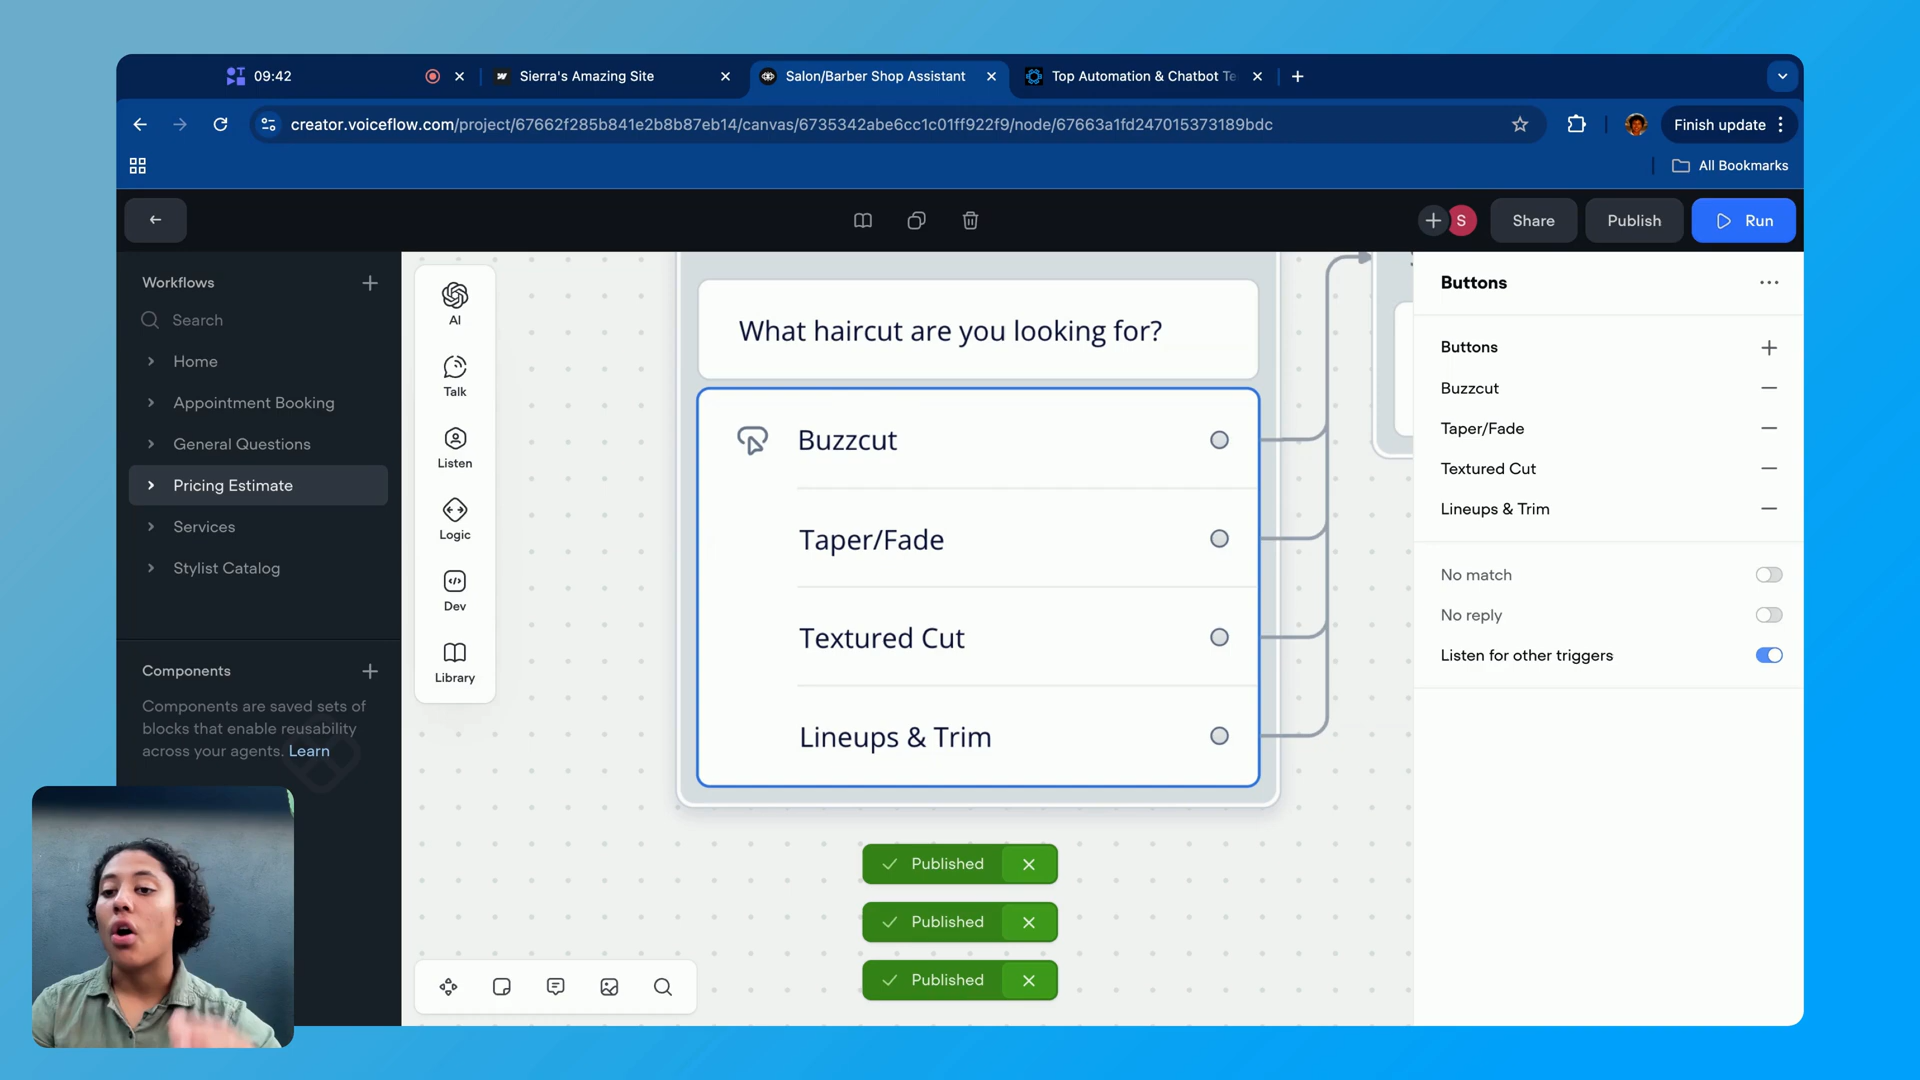 09:42
Sierra's Amazing Site
Salon/Barber Shop Assistant
Top Automation & Chatbot Te
creator.voiceflow.com/project/67662f285b841e2b8b87eb14/canvas/6735342abe6cc1c01ff922f9/node/67663a1fd247015373189bdc
Finish update
All Bookmarks
S
Share
Publish
Run
Workflows
Search
Home
Appointment Booking
General Questions
Pricing Estimate
Services
Stylist Catalog
Components
Components are saved sets of
blocks that enable reusability
across your agents. Learn
AI
Talk
Listen
Logic
Dev
Library
What haircut are you looking for?
Buzzcut
Taper/Fade
Textured Cut
Lineups & Trim
Published
Published
Published
Buttons
Buttons
Buzzcut
Taper/Fade
Textured Cut
Lineups & Trim
No match
No reply
Listen for other triggers